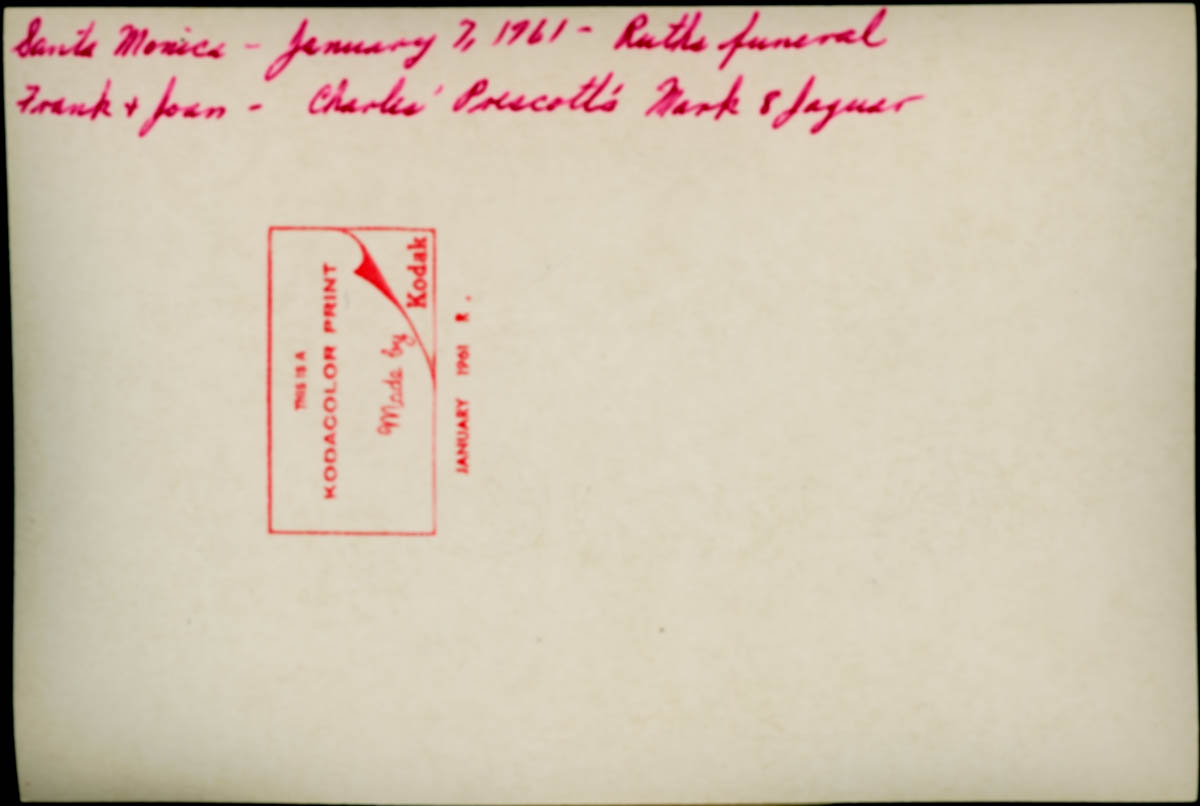 Santa Monica - January 7, 1961 - Ruths funeral
Frank & Joan - Charles' Prescott's Mark 8 Jaguar
THIS IS A
KODACOLOR PRINT
Made by
Kodak
JANUARY 1961 R.